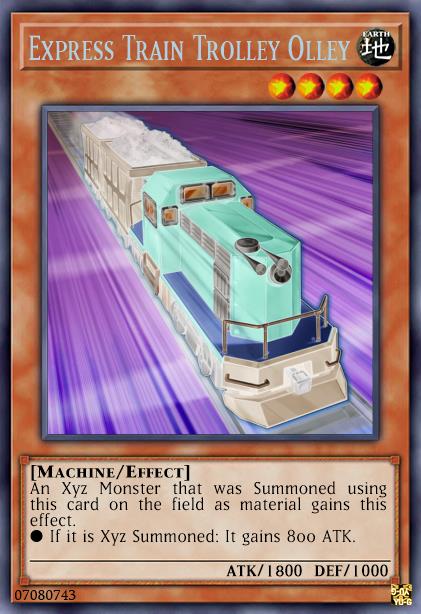 EXPRESS TRAIN TROLLEY OLLEY
EARTH
地
[MACHINE/EFFECT]
An Xyz Monster that was Summoned using
this card on the field as material gains this
effect.
● If it is Xyz Summoned: It gains 800 ATK.
ATK/1800 DEF/1000
07080743